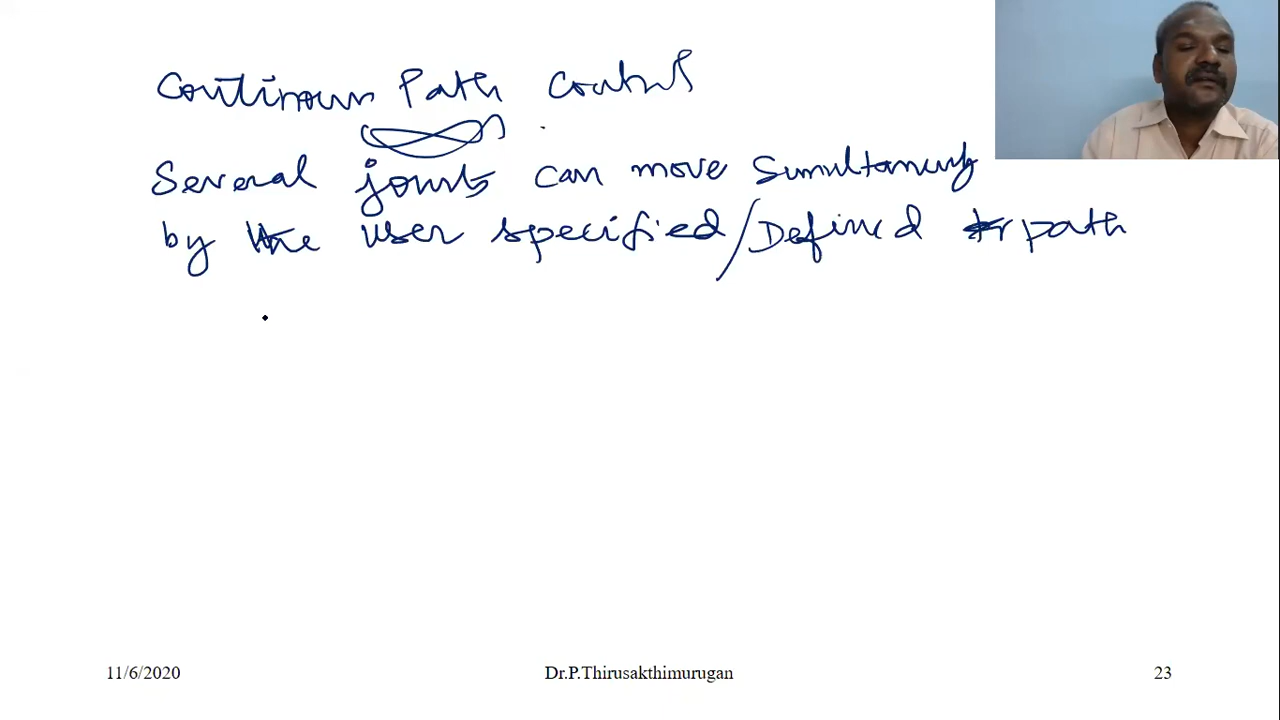 Continous Path Control
Several joints can move Simultaneously
by the user specified/Defined path
11/6/2020 Dr.P.Thirusakthimurugan 23